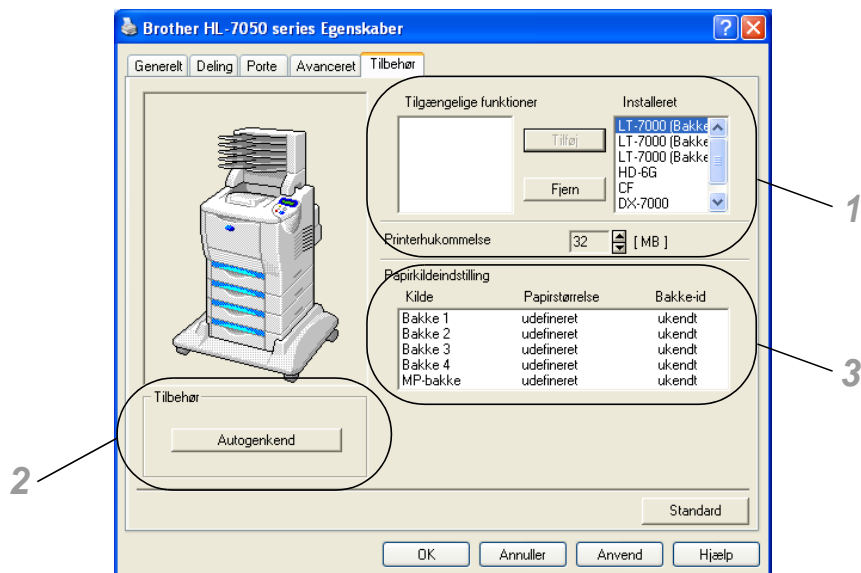 Brother HL-7050 series Egenskaber
Generelt Deling Porte Avanceret Tilbehør
Tilgængelige funktioner Installeret
LT-7000 (Bakke
Tilføj LT-7000 (Bakke
LT-7000 (Bakke
HD-6G
Fjern CF
DX-7000
1
Printerhukommelse 32 [ MB ]
Papirkildeindstilling
Kilde Papirstørrelse Bakke-id
Bakke 1 udefineret ukendt
Bakke 2 udefineret ukendt
Bakke 3 udefineret ukendt
Bakke 4 udefineret ukendt
MP-bakke udefineret ukendt
3
Tilbehør
Autogenkend
2
Standard
OK Annuller Anvend Hjælp